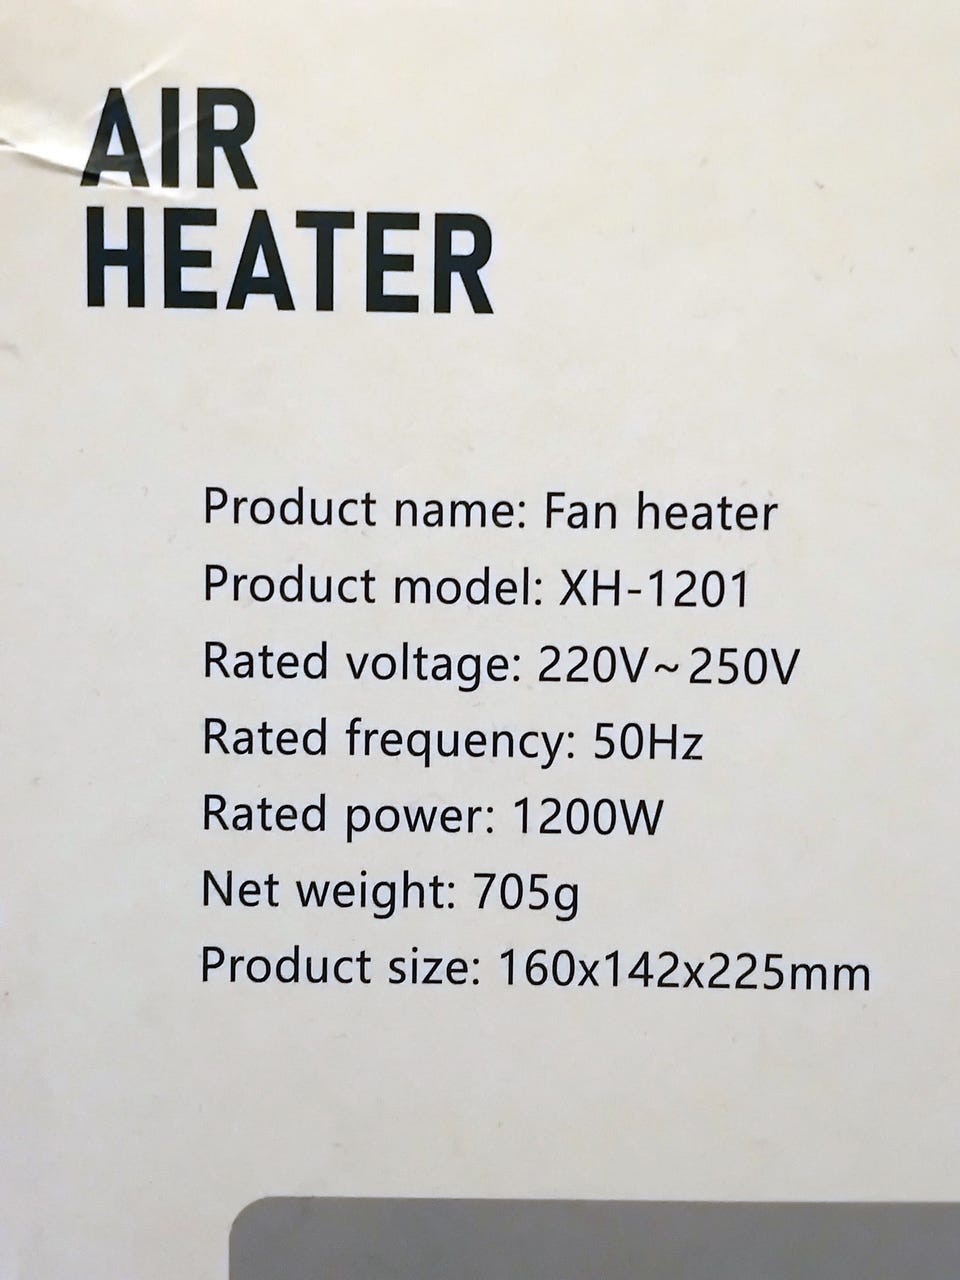 AIR
HEATER
Product name: Fan heater
Product model: XH-1201
Rated voltage: 220V~250V
Rated frequency: 50Hz
Rated power: 1200W
Net weight: 705g
Product size: 160x142x225mm